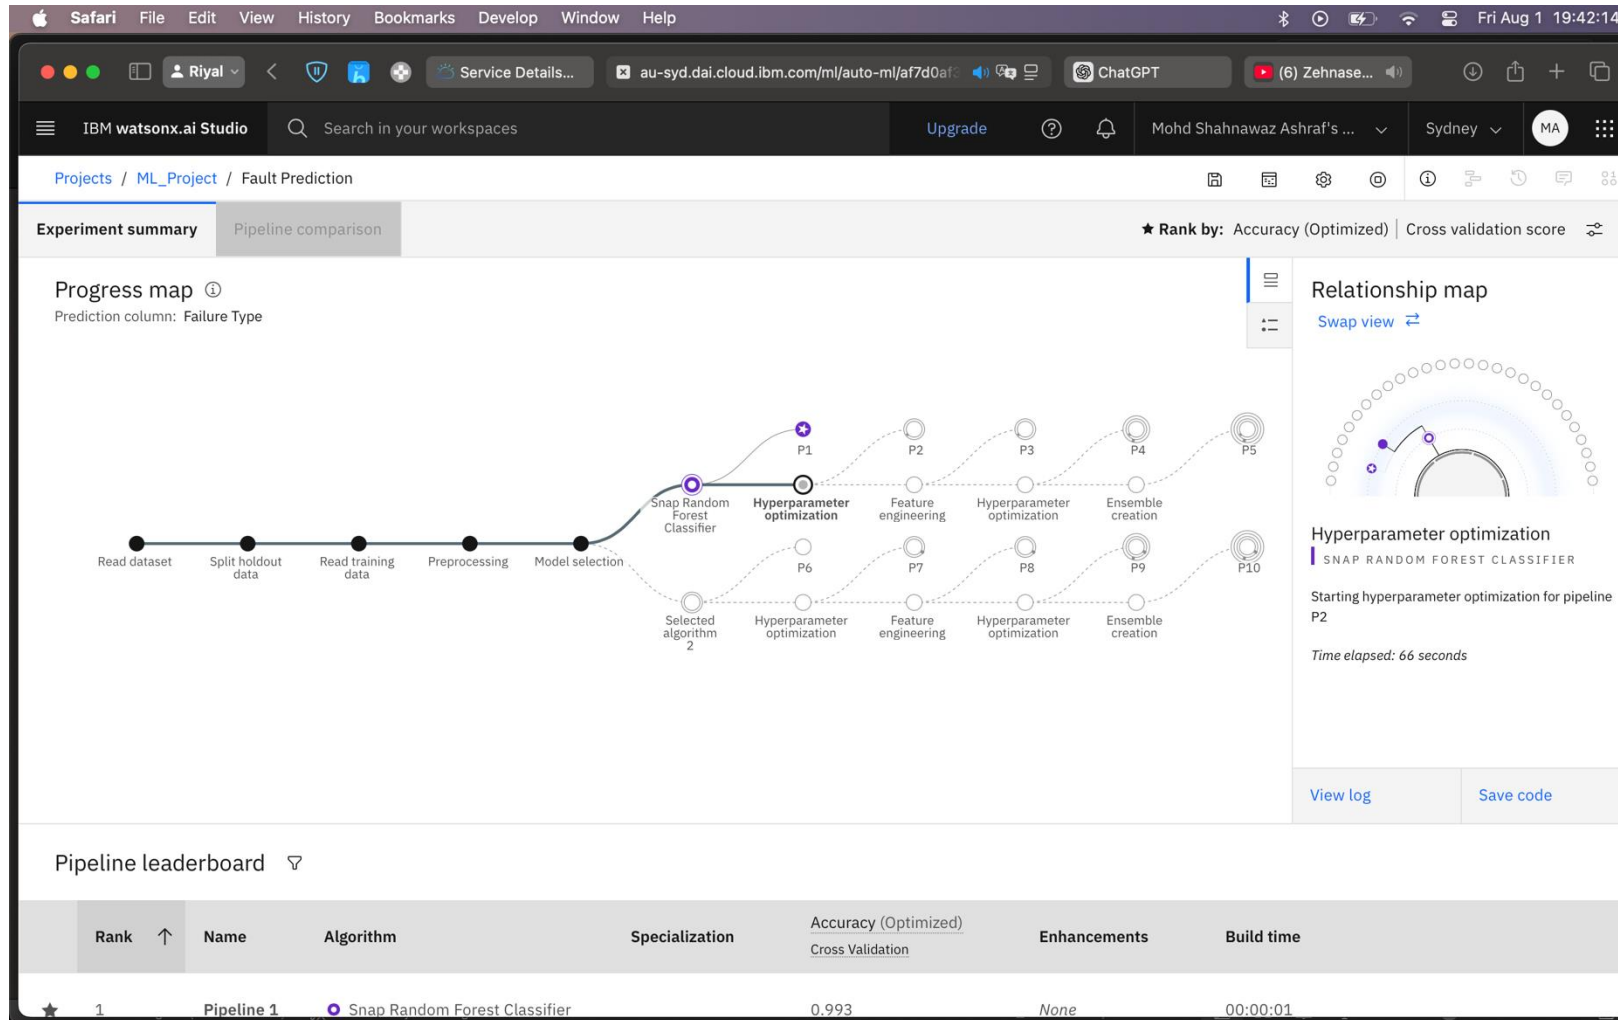 Safari File Edit View History Bookmarks Develop Window Help Fri Aug 1 19:42:14
Riyal Service Details... au-syd.dai.cloud.ibm.com/ml/auto-ml/af7d0af ChatGPT (6) Zehnase...
IBM watsonx.ai Studio Search in your workspaces Upgrade Mohd Shahnawaz Ashraf's ... Sydney MA
Projects / ML_Project / Fault Prediction
Experiment summary Pipeline comparison ★ Rank by: Accuracy (Optimized) | Cross validation score
Progress map
Prediction column: Failure Type
Relationship map
Swap view
P1 P2 P3 P4 P5
Snap Random
Forest
Classifier
Hyperparameter
optimization
Feature
engineering
Hyperparameter
optimization
Ensemble
creation
Read dataset
Split holdout
data
Read training
data
Preprocessing
Model selection
P6 P7 P8 P9 P10
Selected
algorithm
2
Hyperparameter
optimization
Feature
engineering
Hyperparameter
optimization
Ensemble
creation
Hyperparameter optimization
SNAP RANDOM FOREST CLASSIFIER
Starting hyperparameter optimization for pipeline
P2
Time elapsed: 66 seconds
View log Save code
Pipeline leaderboard
Rank ↑ Name Algorithm Specialization Accuracy (Optimized)
Cross Validation
Enhancements Build time
★ 1 Pipeline 1 Snap Random Forest Classifier 0.993 None 00:00:01